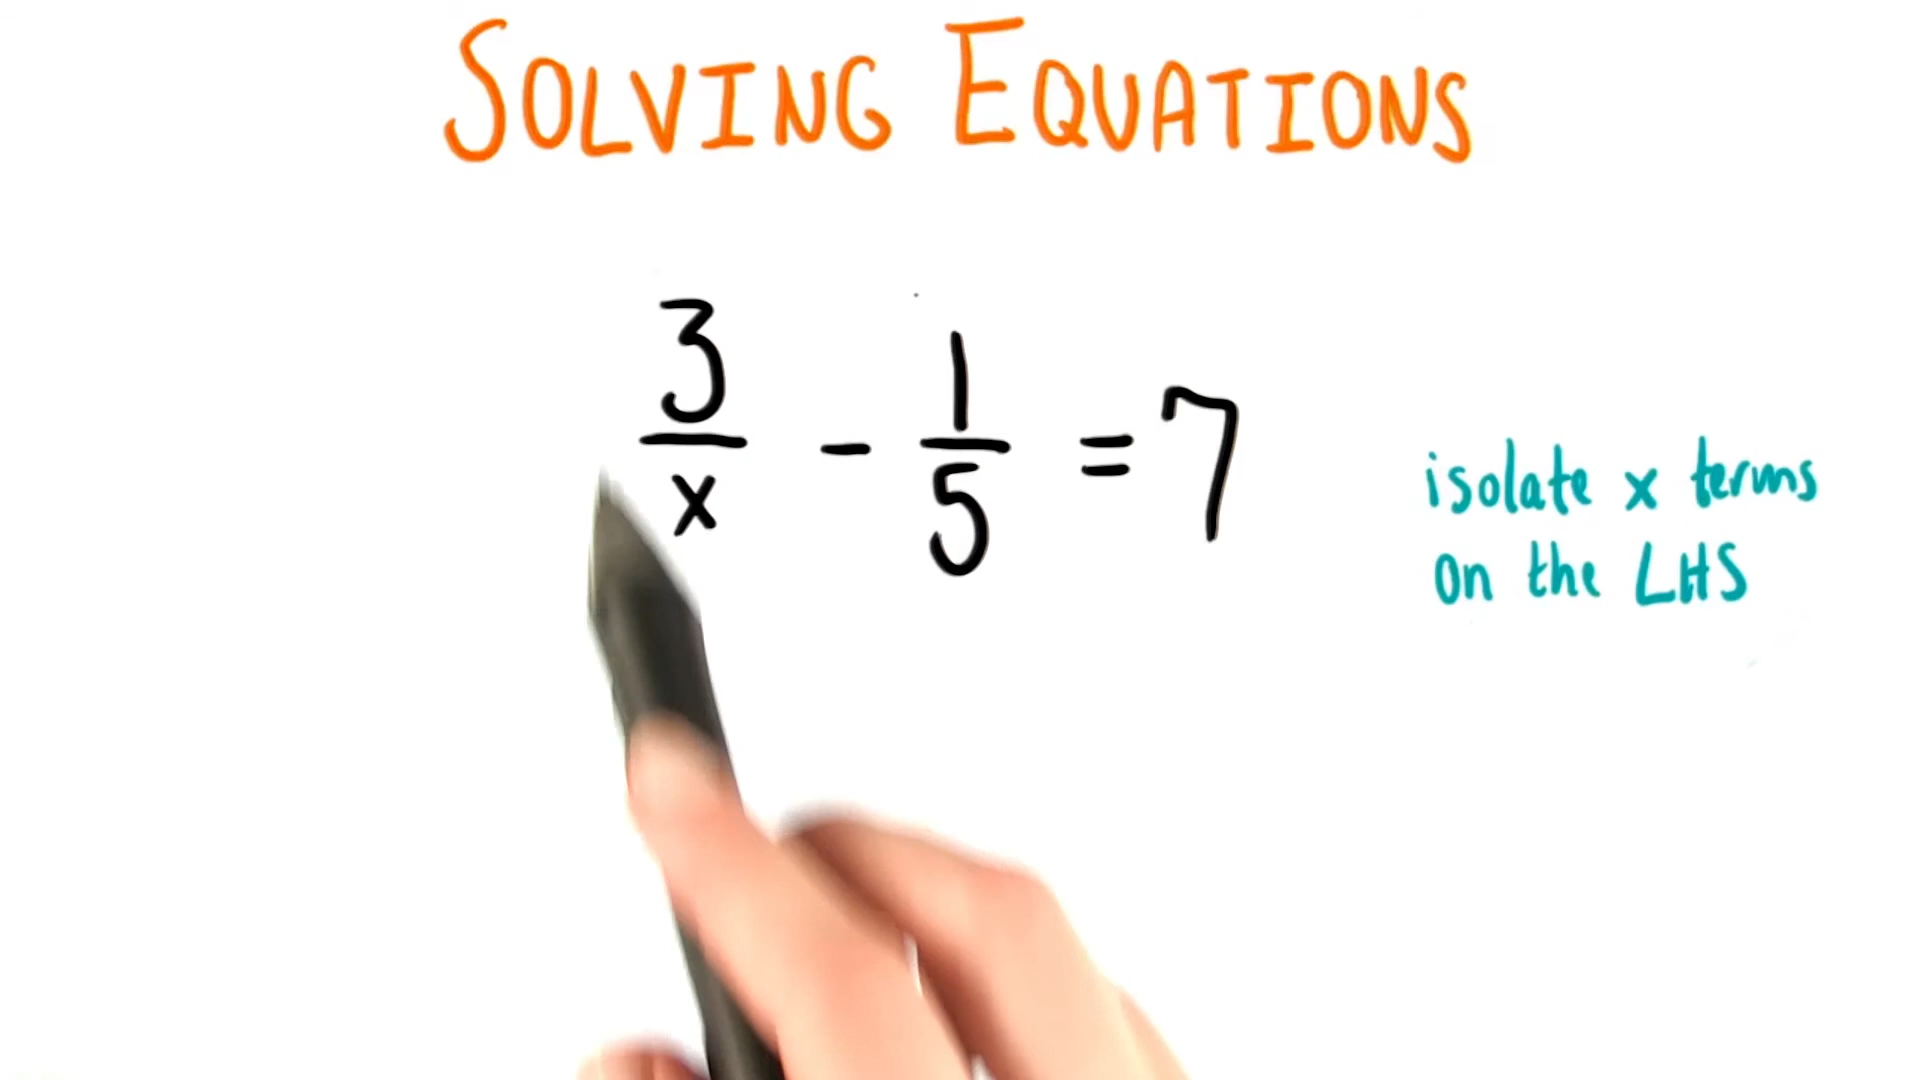 SOLVING EQUATIONS
3/x - 1/5 = 7
isolate x terms
on the LHS